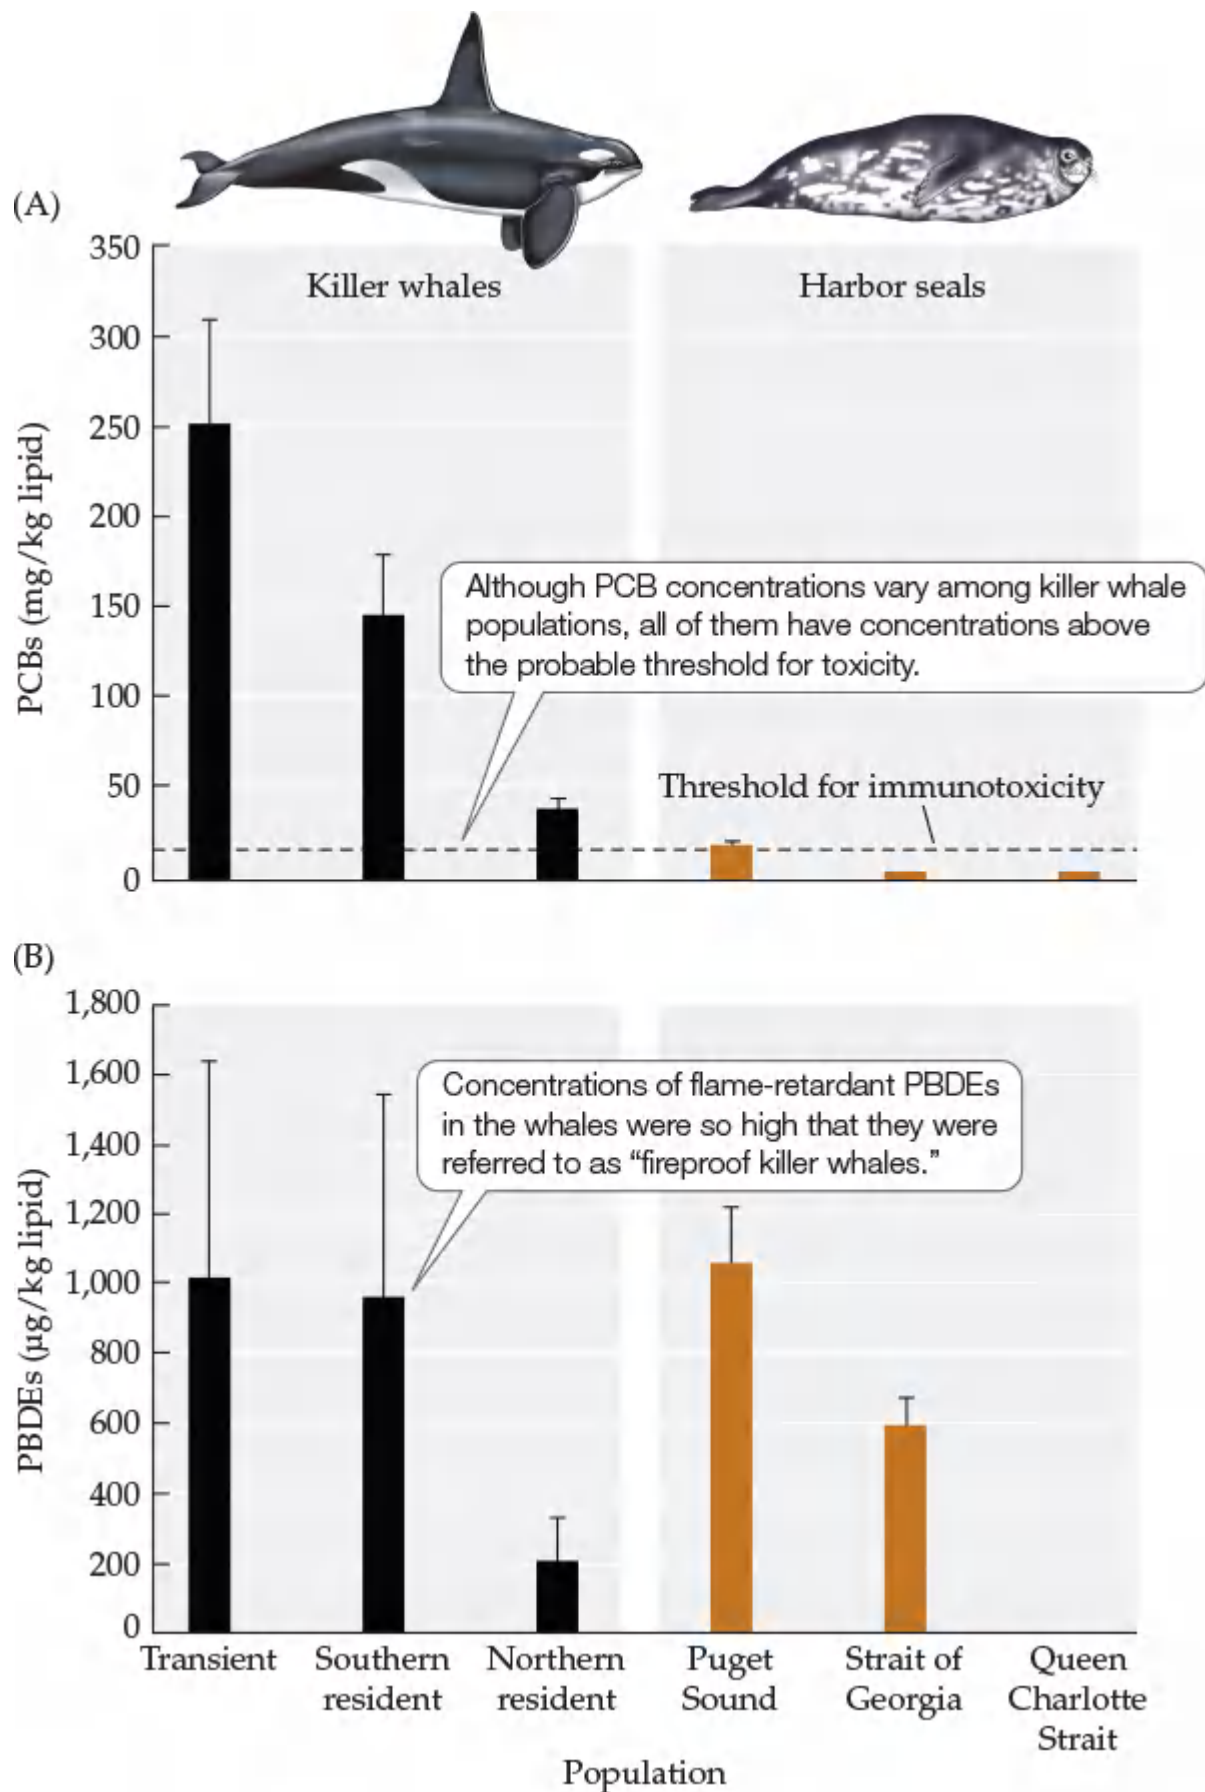 (A)
Killer whales
Harbor seals
350
300
250
200
150
100
50
0
PCBs (mg/kg lipid)
Although PCB concentrations vary among killer whale
populations, all of them have concentrations above
the probable threshold for toxicity.
Threshold for immunotoxicity
(B)
1,800
1,600
1,400
1,200
1,000
800
600
400
200
0
PBDEs (µg/kg lipid)
Concentrations of flame-retardant PBDEs
in the whales were so high that they were
referred to as “fireproof killer whales.”
Transient
Southern
resident
Northern
resident
Puget
Sound
Strait of
Georgia
Queen
Charlotte
Strait
Population